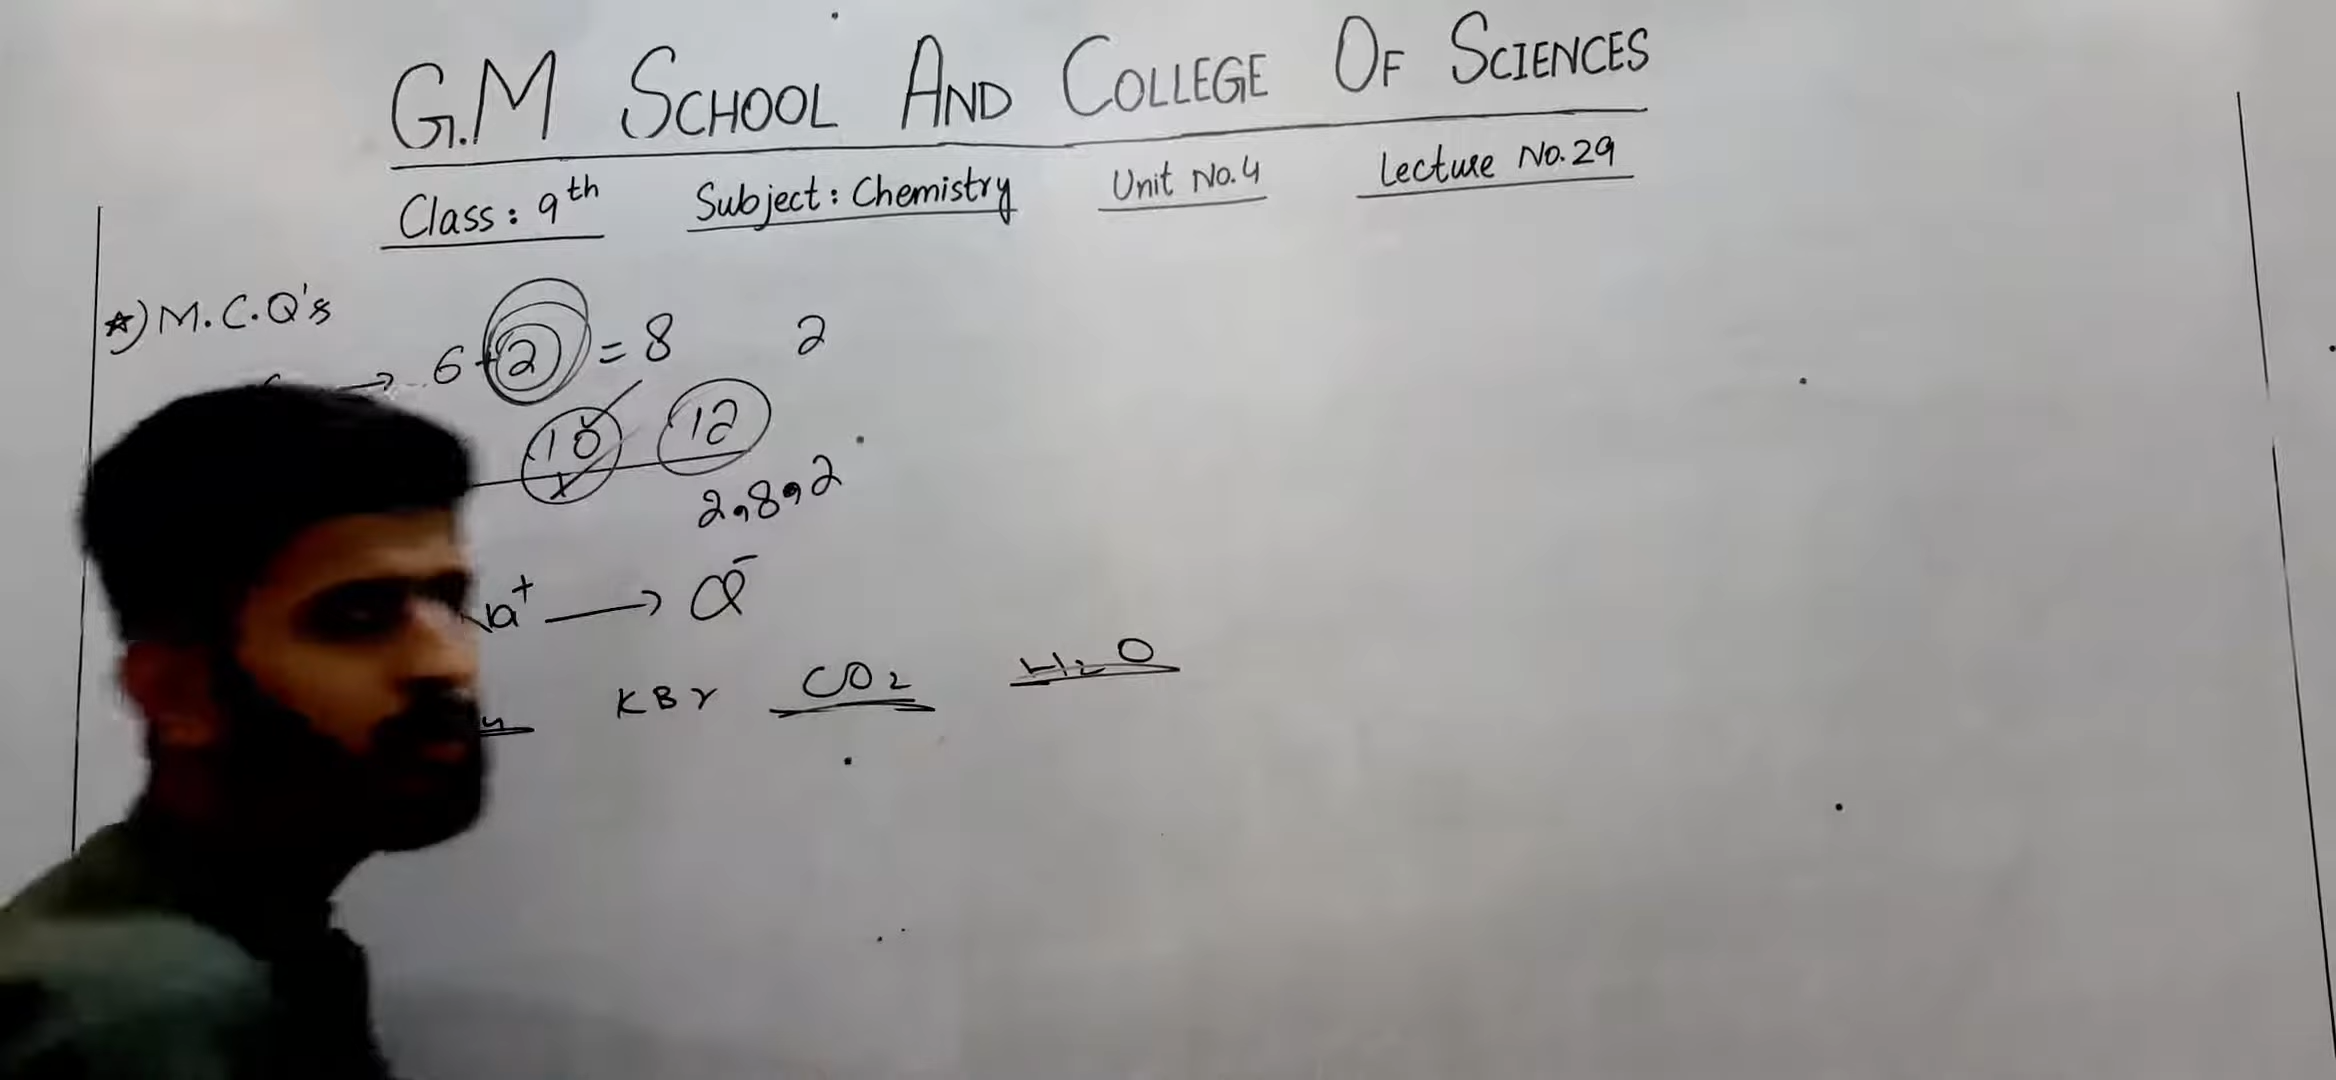 G.M SCHOOL AND COLLEGE OF SCIENCES
Class: 9th Subject: Chemistry Unit No.4 Lecture No.29
☆) M.C.Q's
→ 6+2 = 8 2
10 12
2,8,2
Na⁺ ⟶ Cl⁻
KBr CO₂ H₂O